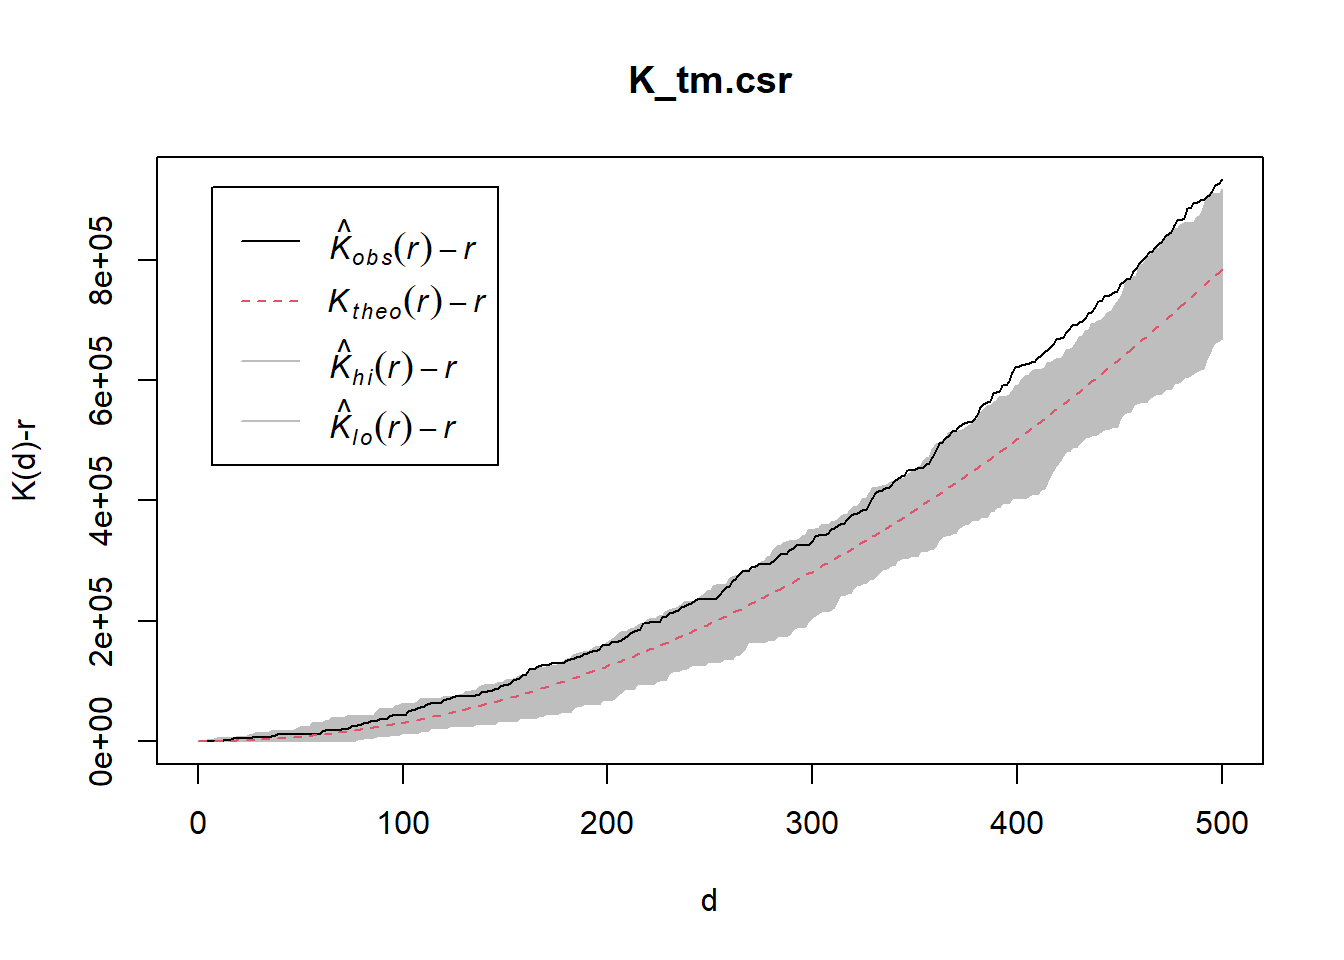 K_tm.csr
K̂obs(r) − r
Ktheo(r) − r
K̂hi(r) − r
K̂lo(r) − r
K(d)-r
0e+00 2e+05 4e+05 6e+05 8e+05
0 100 200 300 400 500
d